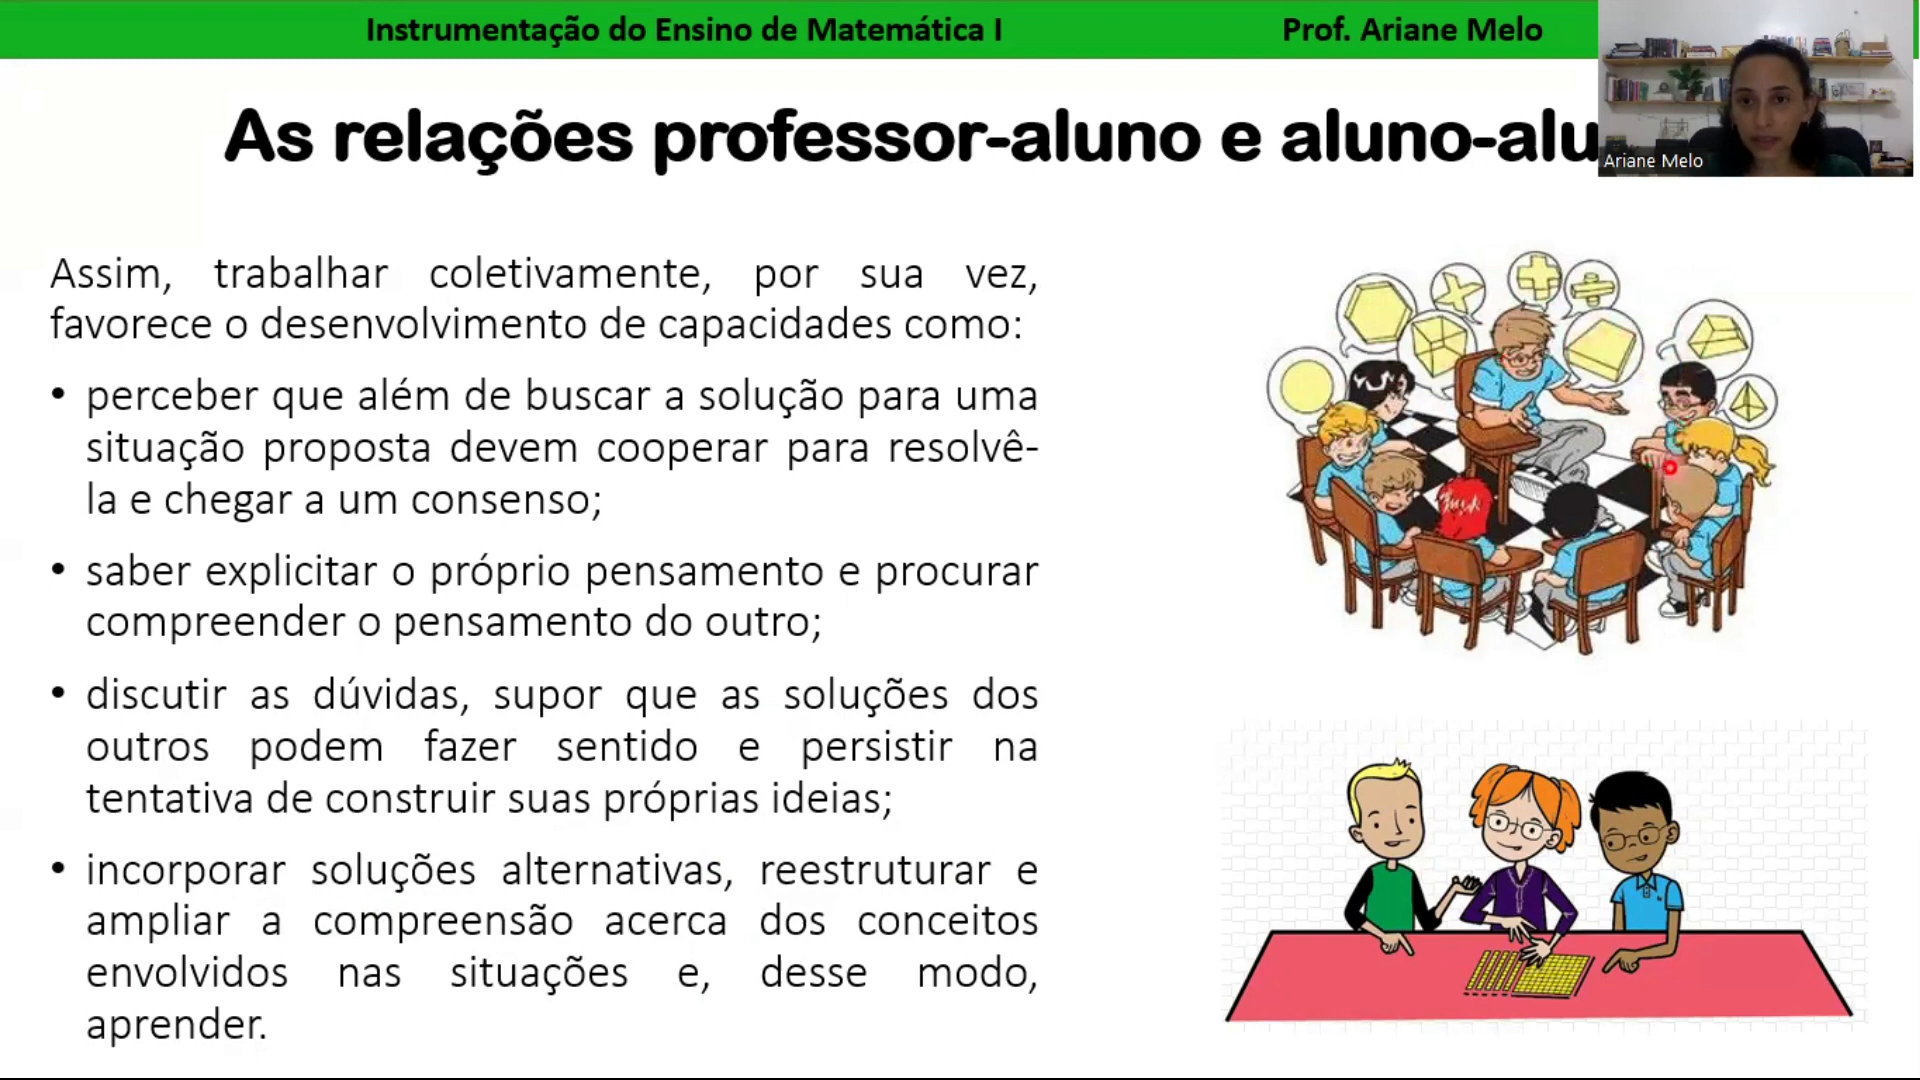 Instrumentação do Ensino de Matemática I
Prof. Ariane Melo
As relações professor-aluno e aluno-alu
Ariane Melo
Assim, trabalhar coletivamente, por sua vez,
favorece o desenvolvimento de capacidades como:
• perceber que além de buscar a solução para uma
situação proposta devem cooperar para resolvê-
la e chegar a um consenso;
• saber explicitar o próprio pensamento e procurar
compreender o pensamento do outro;
• discutir as dúvidas, supor que as soluções dos
outros podem fazer sentido e persistir na
tentativa de construir suas próprias ideias;
• incorporar soluções alternativas, reestruturar e
ampliar a compreensão acerca dos conceitos
envolvidos nas situações e, desse modo,
aprender.